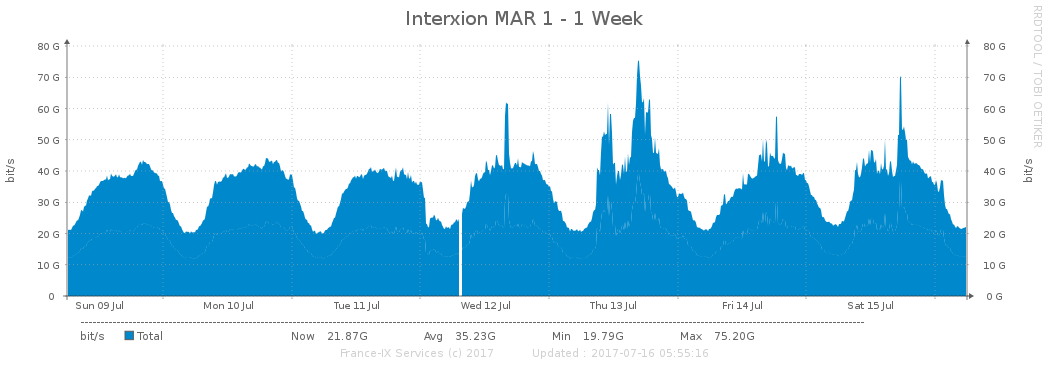 Interxion MAR 1 - 1 Week
RRDTOOL / TOBI OETIKER
bit/s
80 G 80 G
70 G 70 G
60 G 60 G
50 G 50 G
40 G 40 G
30 G 30 G
20 G 20 G
10 G 10 G
0 0 G
bit/s
Sun 09 Jul Mon 10 Jul Tue 11 Jul Wed 12 Jul Thu 13 Jul Fri 14 Jul Sat 15 Jul
bit/s Total Now 21.87G Avg 35.23G Min 19.79G Max 75.20G
France-IX Services (c) 2017 Updated : 2017-07-16 05:55:16